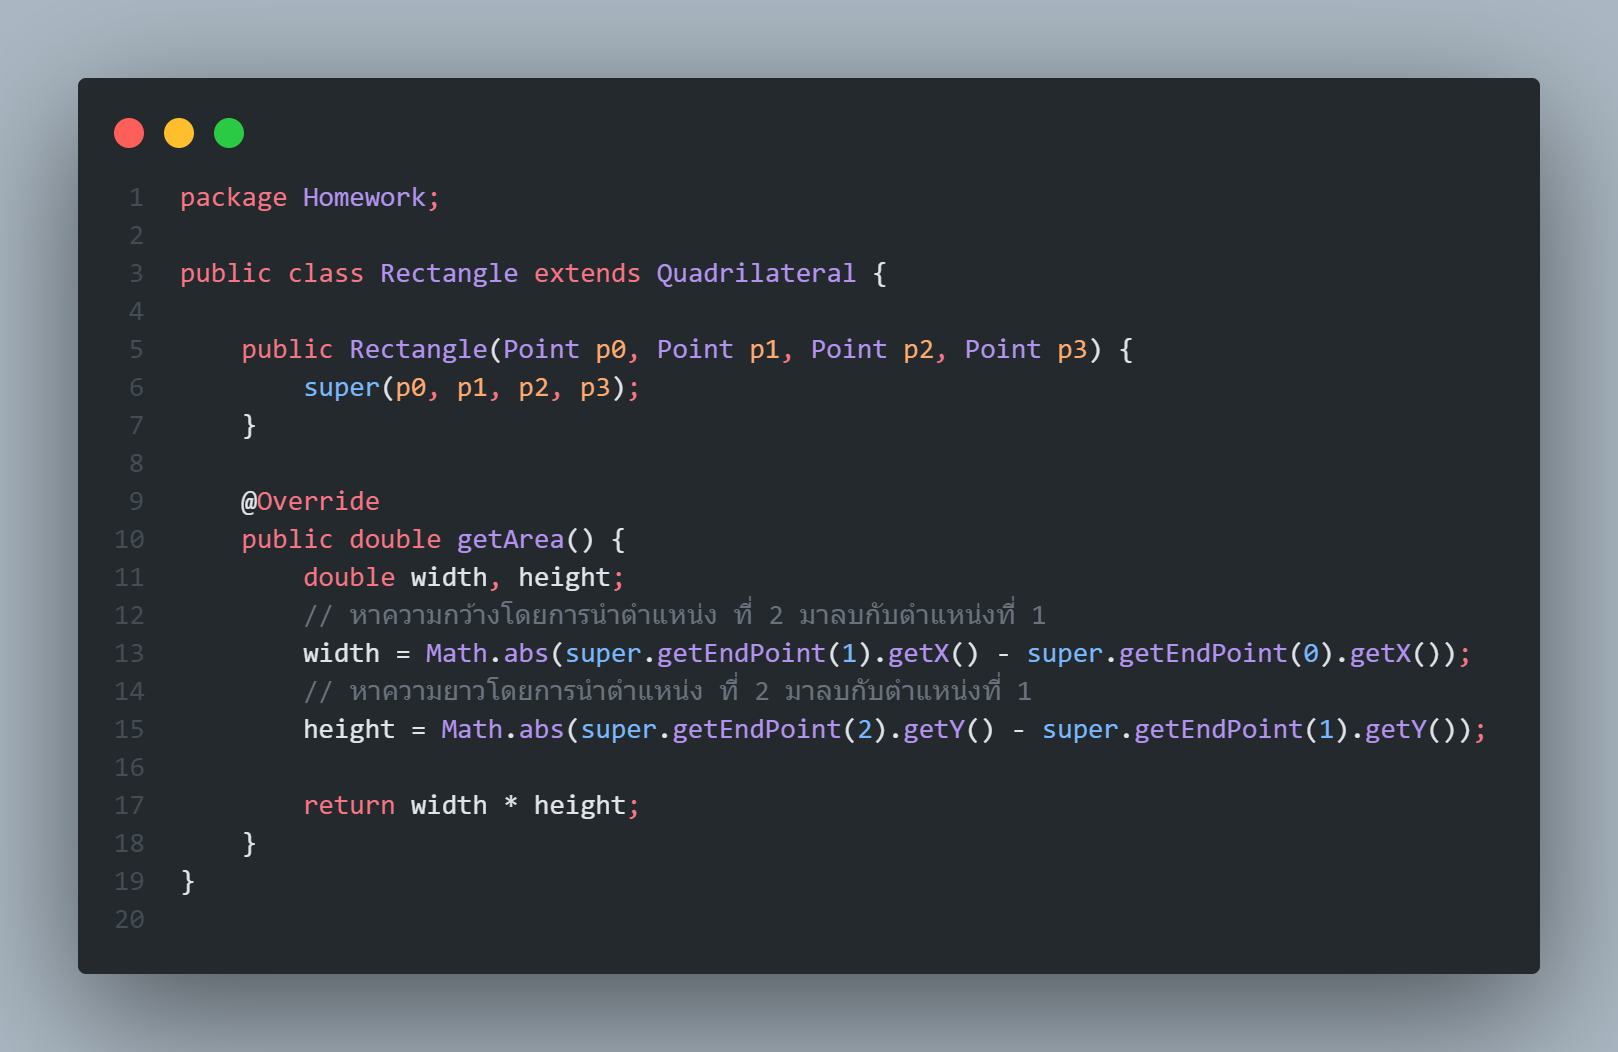 1 package Homework;
2
3 public class Rectangle extends Quadrilateral {
4
5     public Rectangle(Point p0, Point p1, Point p2, Point p3) {
6         super(p0, p1, p2, p3);
7     }
8
9     @Override
10     public double getArea() {
11         double width, height;
12         // หาความกว้างโดยการนำตำแหน่ง ที่ 2 มาลบกับตำแหน่งที่ 1
13         width = Math.abs(super.getEndPoint(1).getX() - super.getEndPoint(0).getX());
14         // หาความยาวโดยการนำตำแหน่ง ที่ 2 มาลบกับตำแหน่งที่ 1
15         height = Math.abs(super.getEndPoint(2).getY() - super.getEndPoint(1).getY());
16
17         return width * height;
18     }
19 }
20